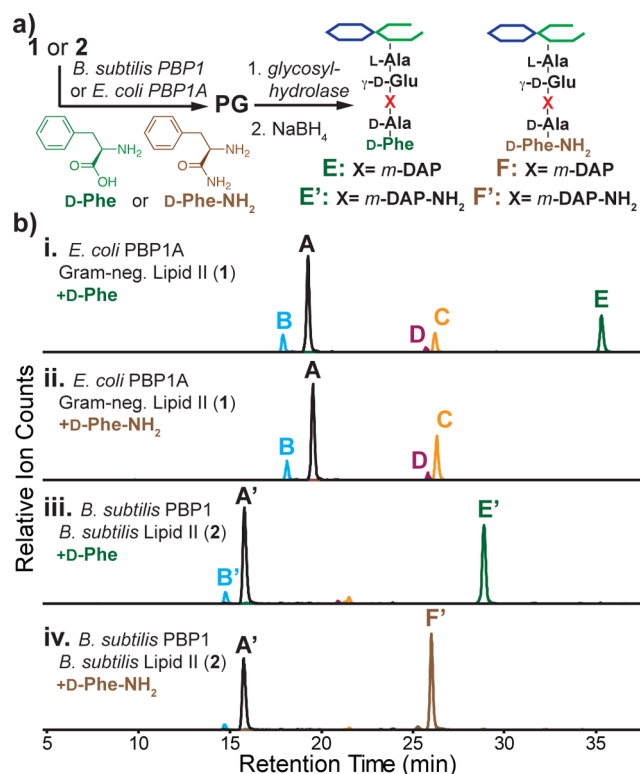 a)
1 or 2
B. subtilis PBP1
or E. coli PBP1A
PG
1. glycosyl-
hydrolase
2. NaBH4
NH2
OH
O
D-Phe or D-Phe-NH2
NH2
O
NH2
L-Ala
γ-D-Glu
X
D-Ala
D-Phe
E: X= m-DAP
E’: X= m-DAP-NH2
L-Ala
γ-D-Glu
X
D-Ala
D-Phe-NH2
F: X= m-DAP
F’: X= m-DAP-NH2
b)
Relative Ion Counts
i. E. coli PBP1A
Gram-neg. Lipid II (1)
+D-Phe
B
A
D
C
E
ii. E. coli PBP1A
Gram-neg. Lipid II (1)
+D-Phe-NH2
B
A
D
C
iii. B. subtilis PBP1
B. subtilis Lipid II (2)
+D-Phe
B’
A’
E’
iv. B. subtilis PBP1
B. subtilis Lipid II (2)
+D-Phe-NH2
A’
F’
5 10 15 20 25 30 35
Retention Time (min)